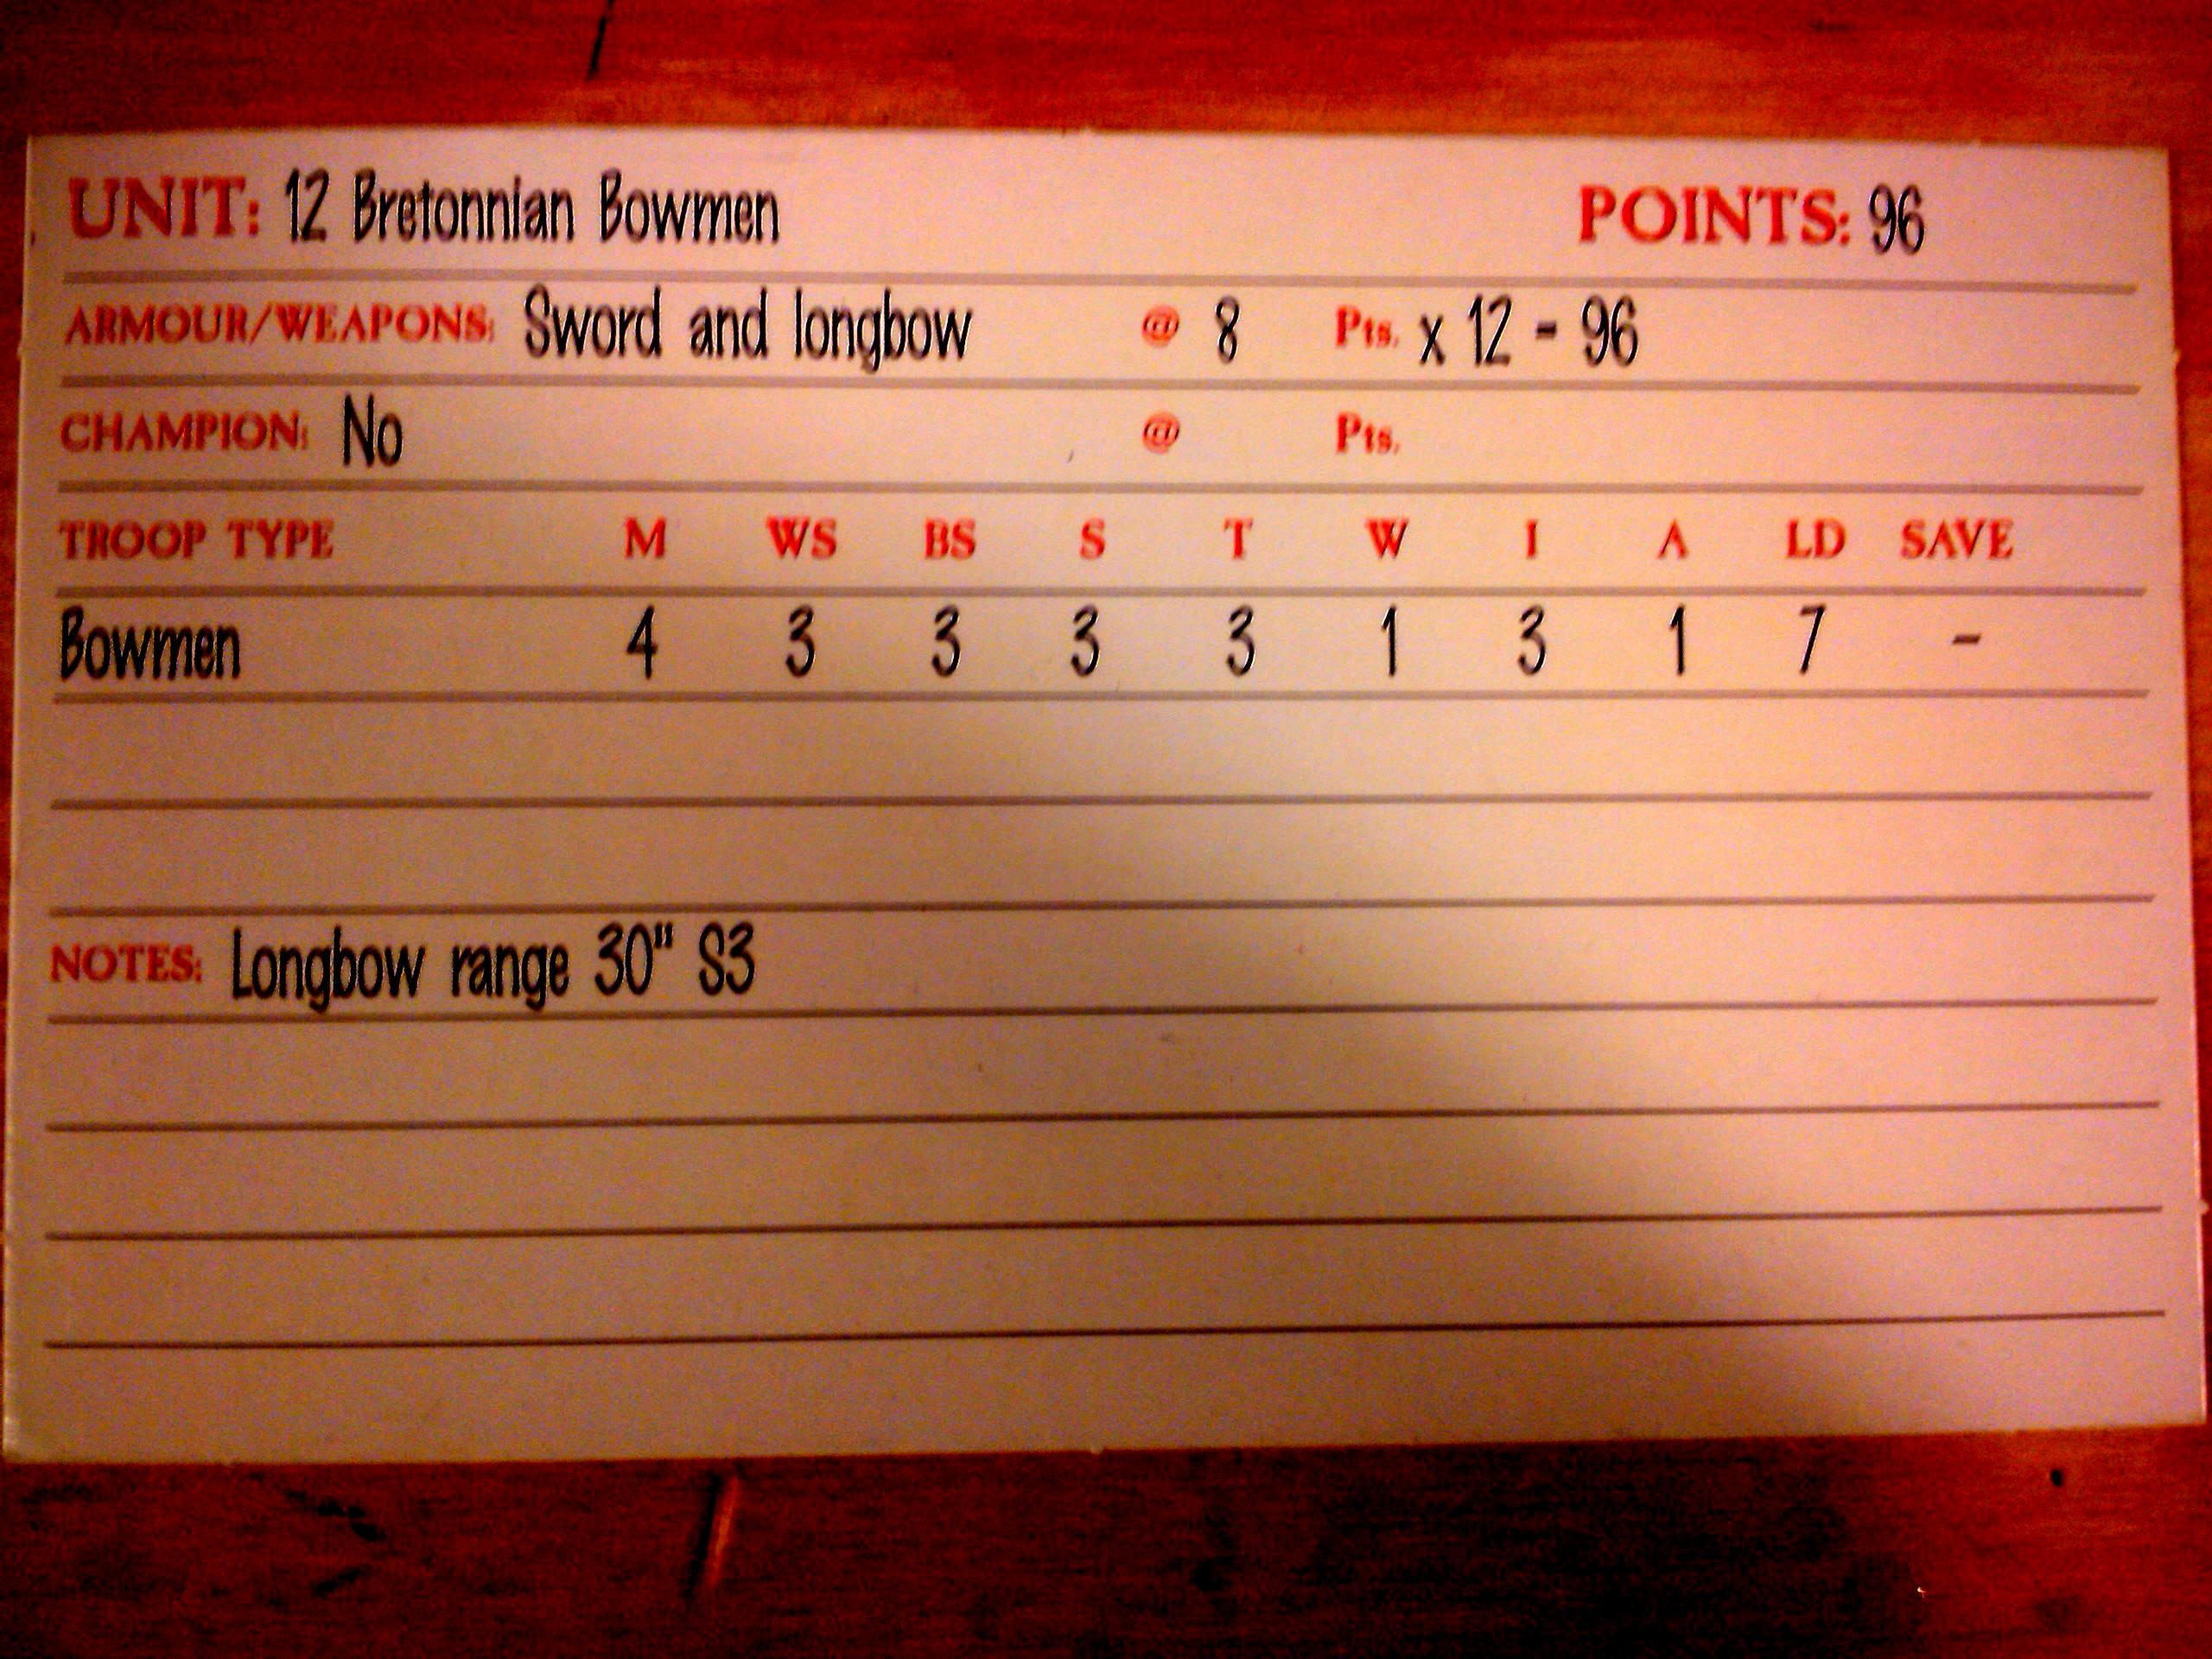 UNIT: 12 Bretonnian Bowmen POINTS: 96
ARMOUR/WEAPONS: Sword and longbow @ 8 Pts. x 12 - 96
CHAMPION: No @ Pts.
TROOP TYPE M WS BS S T W I A LD SAVE
Bowmen 4 3 3 3 3 1 3 1 7 -
NOTES: Longbow range 30" S3